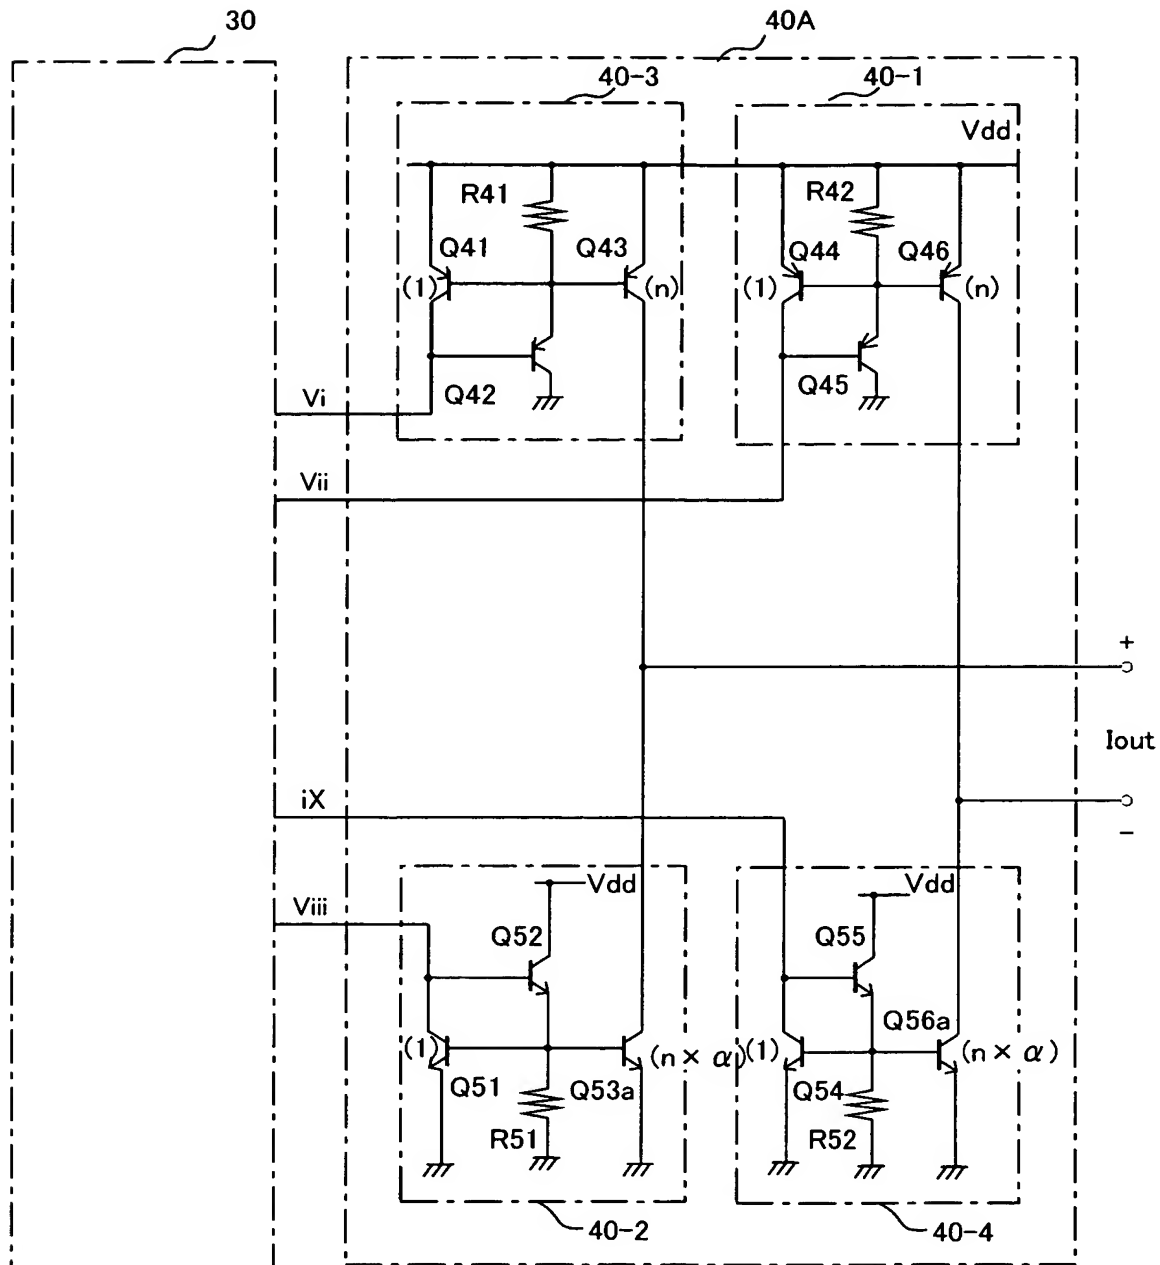 30
40A
40-3
40-1
Vdd
R41
R42
Q41
Q43
Q44
Q46
(1)
(n)
(1)
(n)
Q42
Q45
Vi
Vii
+
Iout
iX
−
Vdd
Vdd
Viii
Q52
Q55
Q56a
(1)
(n × α)
(1)
(n × α)
Q51
Q53a
Q54
R51
R52
40-2
40-4